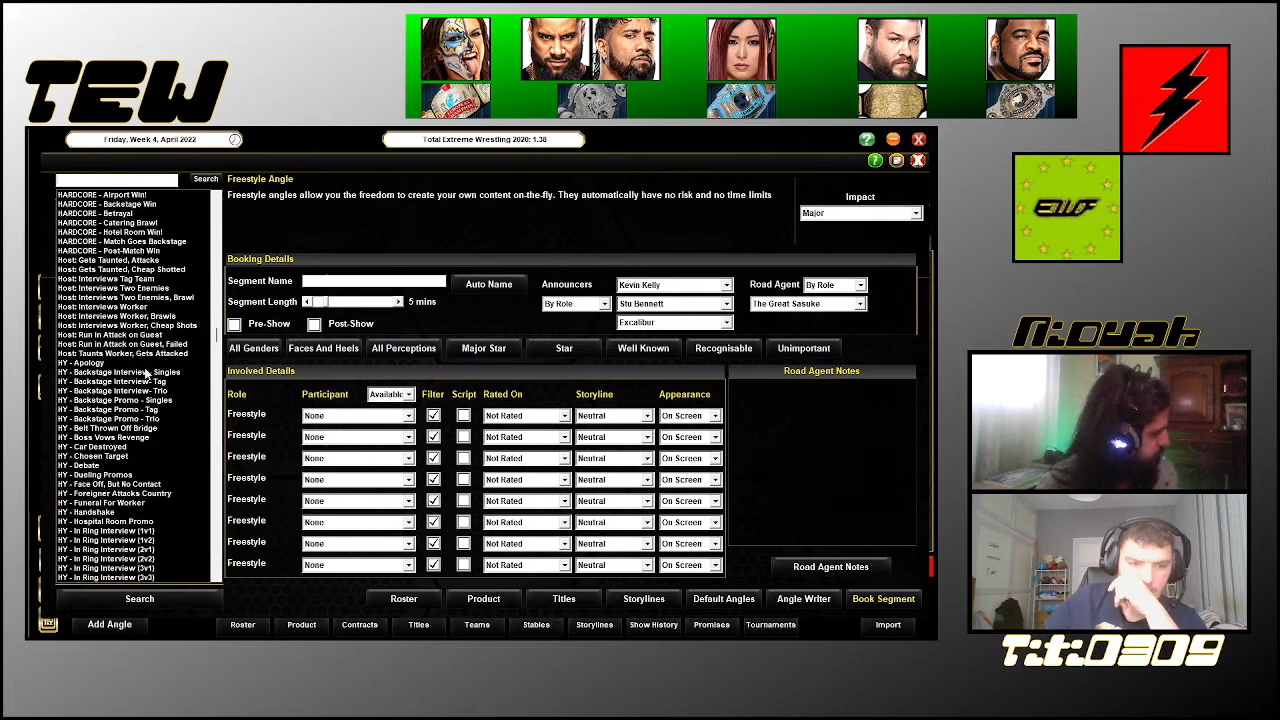 TEW
Friday, Week 4, April 2022
Total Extreme Wrestling 2020: 1.38
Search
Freestyle Angle
Freestyle angles allow you the freedom to create your own content on-the-fly. They automatically have no risk and no time limits
Impact
Major
HARDCORE - Airport Win!
HARDCORE - Backstage Win
HARDCORE - Betrayal
HARDCORE - Catering Brawl
HARDCORE - Hotel Room Win!
HARDCORE - Match Goes Backstage
HARDCORE - Post-Match Win
Host: Gets Taunted, Attacks
Host: Gets Taunted, Cheap Shotted
Host: Interviews Tag Team
Host: Interviews Two Enemies
Host: Interviews Two Enemies, Brawl
Host: Interviews Worker
Host: Interviews Worker, Brawls
Host: Interviews Worker, Cheap Shots
Host: Run in Attack on Guest
Host: Run in Attack on Guest, Failed
Host: Taunts Worker, Gets Attacked
HY - Apology
HY - Backstage Interview- Singles
HY - Backstage Interview- Tag
HY - Backstage Interview- Trio
HY - Backstage Promo - Singles
HY - Backstage Promo - Tag
HY - Backstage Promo - Trio
HY - Belt Thrown Off Bridge
HY - Boss Vows Revenge
HY - Car Destroyed
HY - Chosen Target
HY - Debate
HY - Dueling Promos
HY - Face Off, But No Contact
HY - Foreigner Attacks Country
HY - Funeral For Worker
HY - Handshake
HY - Hospital Room Promo
HY - In Ring Interview (1v1)
HY - In Ring Interview (1v2)
HY - In Ring Interview (2v1)
HY - In Ring Interview (2v2)
HY - In Ring Interview (3v1)
HY - In Ring Interview (3v3)
Booking Details
Segment Name
Auto Name
Announcers
Kevin Kelly
Road Agent
By Role
Segment Length
5 mins
By Role
Stu Bennett
The Great Sasuke
Pre-Show
Post-Show
Excalibur
All Genders
Faces And Heels
All Perceptions
Major Star
Star
Well Known
Recognisable
Unimportant
Involved Details
Road Agent Notes
Role Participant Available Filter Script Rated On Storyline Appearance
Freestyle None Not Rated Neutral On Screen
Freestyle None Not Rated Neutral On Screen
Freestyle None Not Rated Neutral On Screen
Freestyle None Not Rated Neutral On Screen
Freestyle None Not Rated Neutral On Screen
Freestyle None Not Rated Neutral On Screen
Freestyle None Not Rated Neutral On Screen
Freestyle None Not Rated Neutral On Screen
Road Agent Notes
Search
Roster
Product
Titles
Storylines
Default Angles
Angle Writer
Book Segment
Add Angle
Roster
Product
Contracts
Titles
Teams
Stables
Storylines
Show History
Promises
Tournaments
Import
T:t:0309